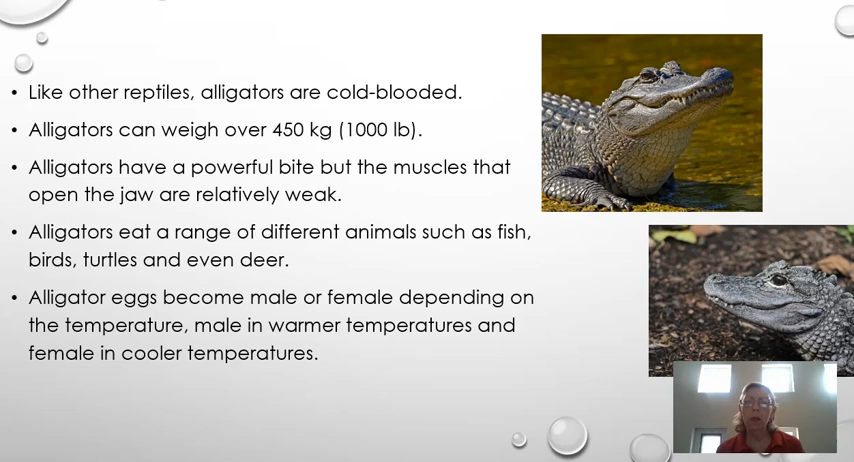 • Like other reptiles, alligators are cold-blooded.
• Alligators can weigh over 450 kg (1000 lb).
• Alligators have a powerful bite but the muscles that
open the jaw are relatively weak.
• Alligators eat a range of different animals such as fish,
birds, turtles and even deer.
• Alligator eggs become male or female depending on
the temperature, male in warmer temperatures and
female in cooler temperatures.